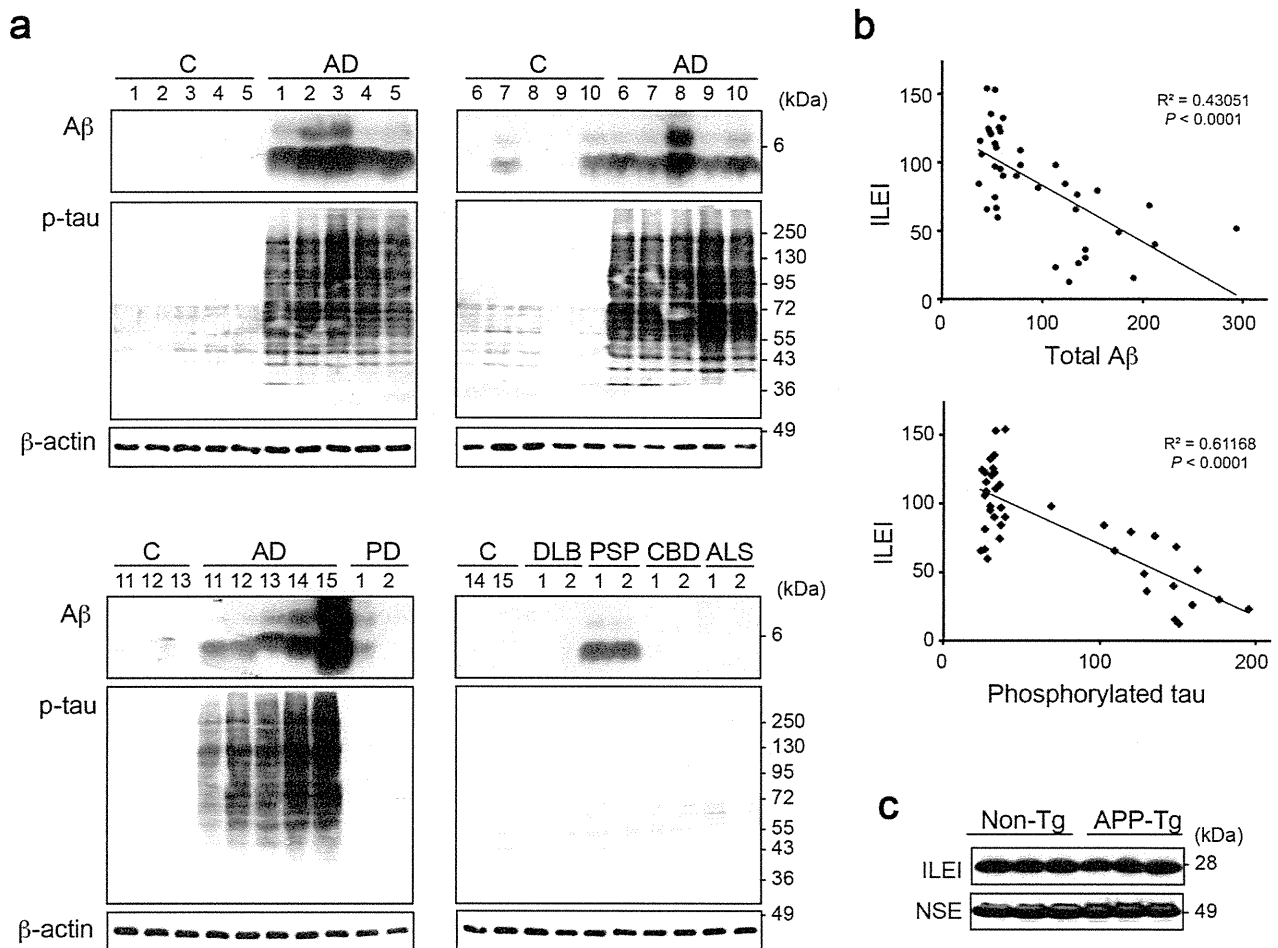 a
C AD
1 2 3 4 5 1 2 3 4 5
Aβ
p-tau
β-actin
C AD
6 7 8 9 10 6 7 8 9 10 (kDa)
6
250
130
95
72
55
43
36
49
C AD PD
11 12 13 11 12 13 14 15 1 2
Aβ
p-tau
β-actin
C DLB PSP CBD ALS
14 15 1 2 1 2 1 2 1 2 (kDa)
6
250
130
95
72
55
43
36
49
b
150
100
50
0
ILEI
R² = 0.43051
P < 0.0001
0 100 200 300
Total Aβ
150
100
50
0
ILEI
R² = 0.61168
P < 0.0001
0 100 200
Phosphorylated tau
c
Non-Tg APP-Tg (kDa)
ILEI 28
NSE 49